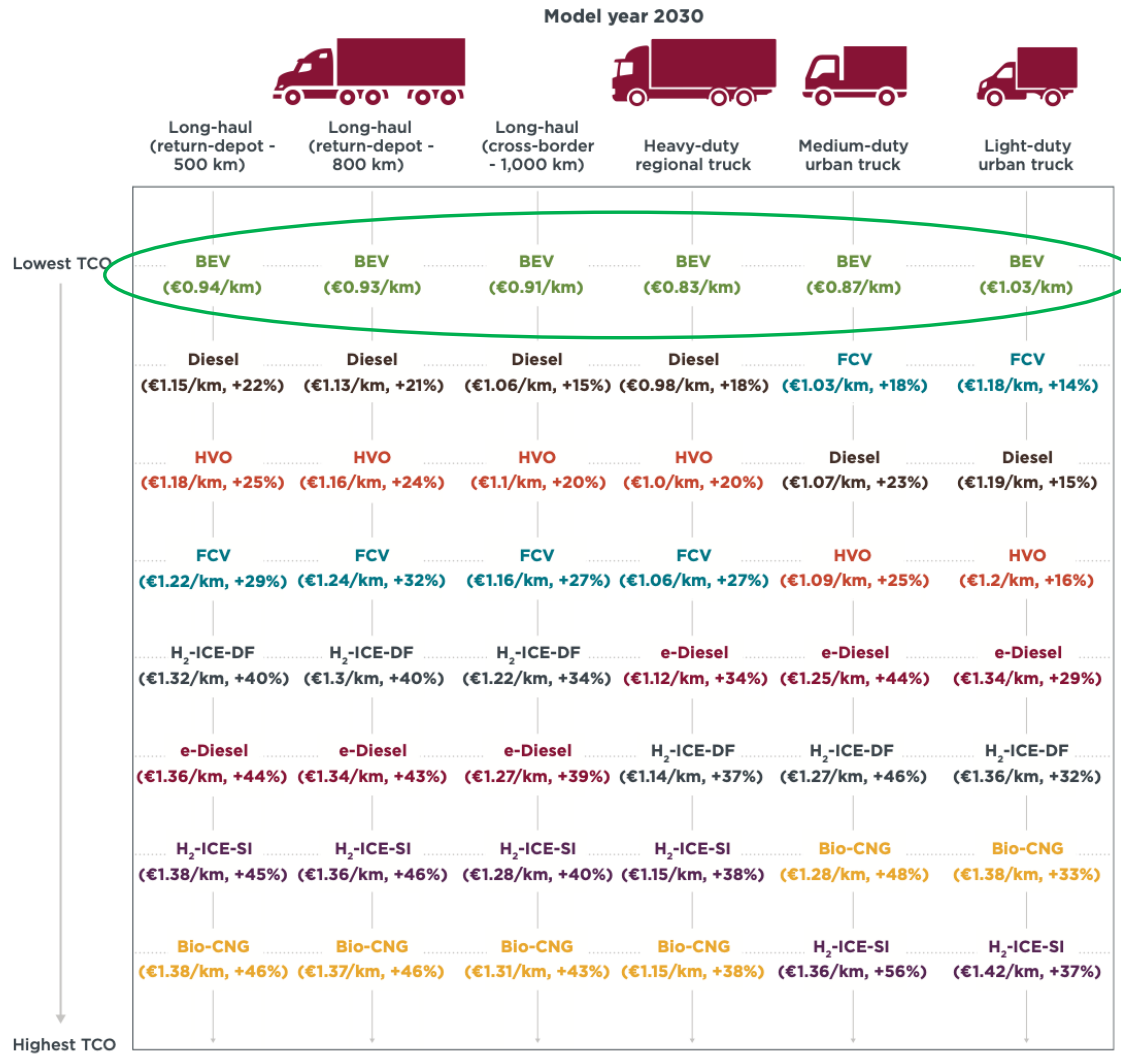 Model year 2030
Long-haul
(return-depot -
500 km)
Long-haul
(return-depot -
800 km)
Long-haul
(cross-border
- 1,000 km)
Heavy-duty
regional truck
Medium-duty
urban truck
Light-duty
urban truck
Lowest TCO
BEV
(€0.94/km)
BEV
(€0.93/km)
BEV
(€0.91/km)
BEV
(€0.83/km)
BEV
(€0.87/km)
BEV
(€1.03/km)
Diesel
(€1.15/km, +22%)
Diesel
(€1.13/km, +21%)
Diesel
(€1.06/km, +15%)
Diesel
(€0.98/km, +18%)
FCV
(€1.03/km, +18%)
FCV
(€1.18/km, +14%)
HVO
(€1.18/km, +25%)
HVO
(€1.16/km, +24%)
HVO
(€1.1/km, +20%)
HVO
(€1.0/km, +20%)
Diesel
(€1.07/km, +23%)
Diesel
(€1.19/km, +15%)
FCV
(€1.22/km, +29%)
FCV
(€1.24/km, +32%)
FCV
(€1.16/km, +27%)
FCV
(€1.06/km, +27%)
HVO
(€1.09/km, +25%)
HVO
(€1.2/km, +16%)
H₂-ICE-DF
(€1.32/km, +40%)
H₂-ICE-DF
(€1.3/km, +40%)
H₂-ICE-DF
(€1.22/km, +34%)
e-Diesel
(€1.12/km, +34%)
e-Diesel
(€1.25/km, +44%)
e-Diesel
(€1.34/km, +29%)
e-Diesel
(€1.36/km, +44%)
e-Diesel
(€1.34/km, +43%)
e-Diesel
(€1.27/km, +39%)
H₂-ICE-DF
(€1.14/km, +37%)
H₂-ICE-DF
(€1.27/km, +46%)
H₂-ICE-DF
(€1.36/km, +32%)
H₂-ICE-SI
(€1.38/km, +45%)
H₂-ICE-SI
(€1.36/km, +46%)
H₂-ICE-SI
(€1.28/km, +40%)
H₂-ICE-SI
(€1.15/km, +38%)
Bio-CNG
(€1.28/km, +48%)
Bio-CNG
(€1.38/km, +33%)
Bio-CNG
(€1.38/km, +46%)
Bio-CNG
(€1.37/km, +46%)
Bio-CNG
(€1.31/km, +43%)
Bio-CNG
(€1.15/km, +38%)
H₂-ICE-SI
(€1.36/km, +56%)
H₂-ICE-SI
(€1.42/km, +37%)
Highest TCO